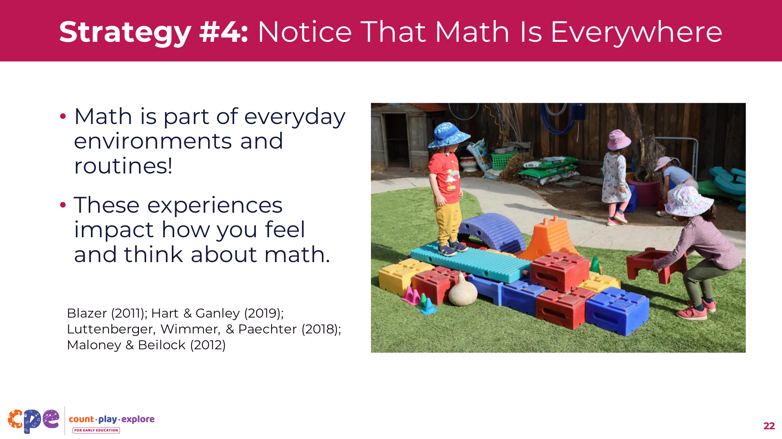 Strategy #4: Notice That Math Is Everywhere
• Math is part of everyday
environments and
routines!
• These experiences
impact how you feel
and think about math.
Blazer (2011); Hart & Ganley (2019);
Luttenberger, Wimmer, & Paechter (2018);
Maloney & Beilock (2012)
cpe
count·play·explore
FOR EARLY EDUCATION
22